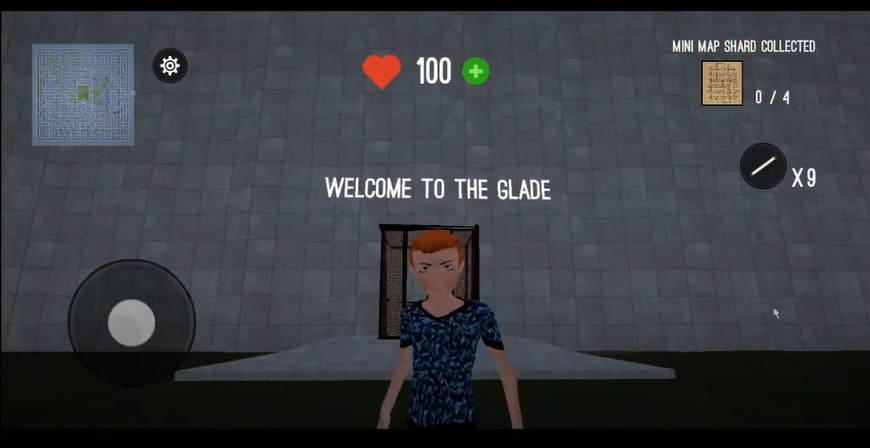 MINI MAP SHARD COLLECTED
100
0 / 4
X9
WELCOME TO THE GLADE